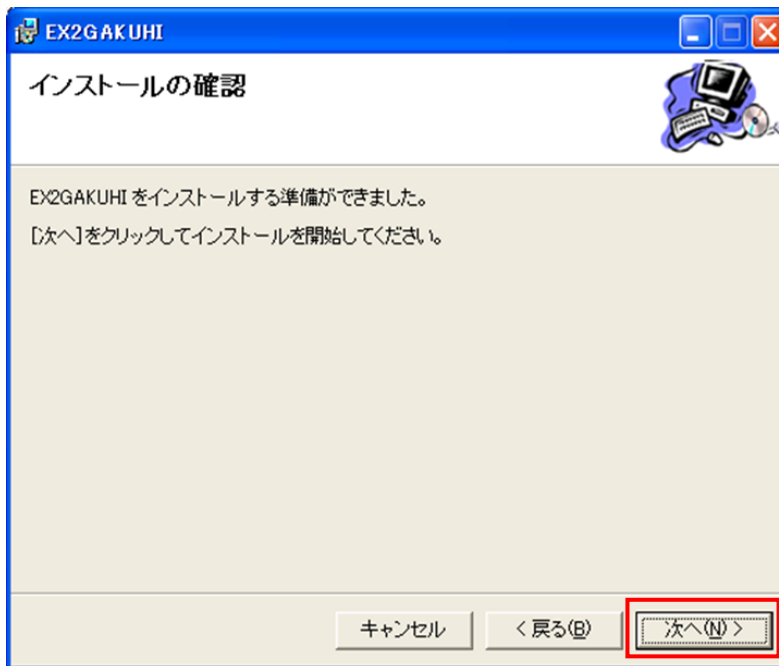 EX2GAKUHI
インストールの確認
EX2GAKUHI をインストールする準備ができました。
[次へ]をクリックしてインストールを開始してください。
キャンセル
< 戻る(B)
次へ(N) >